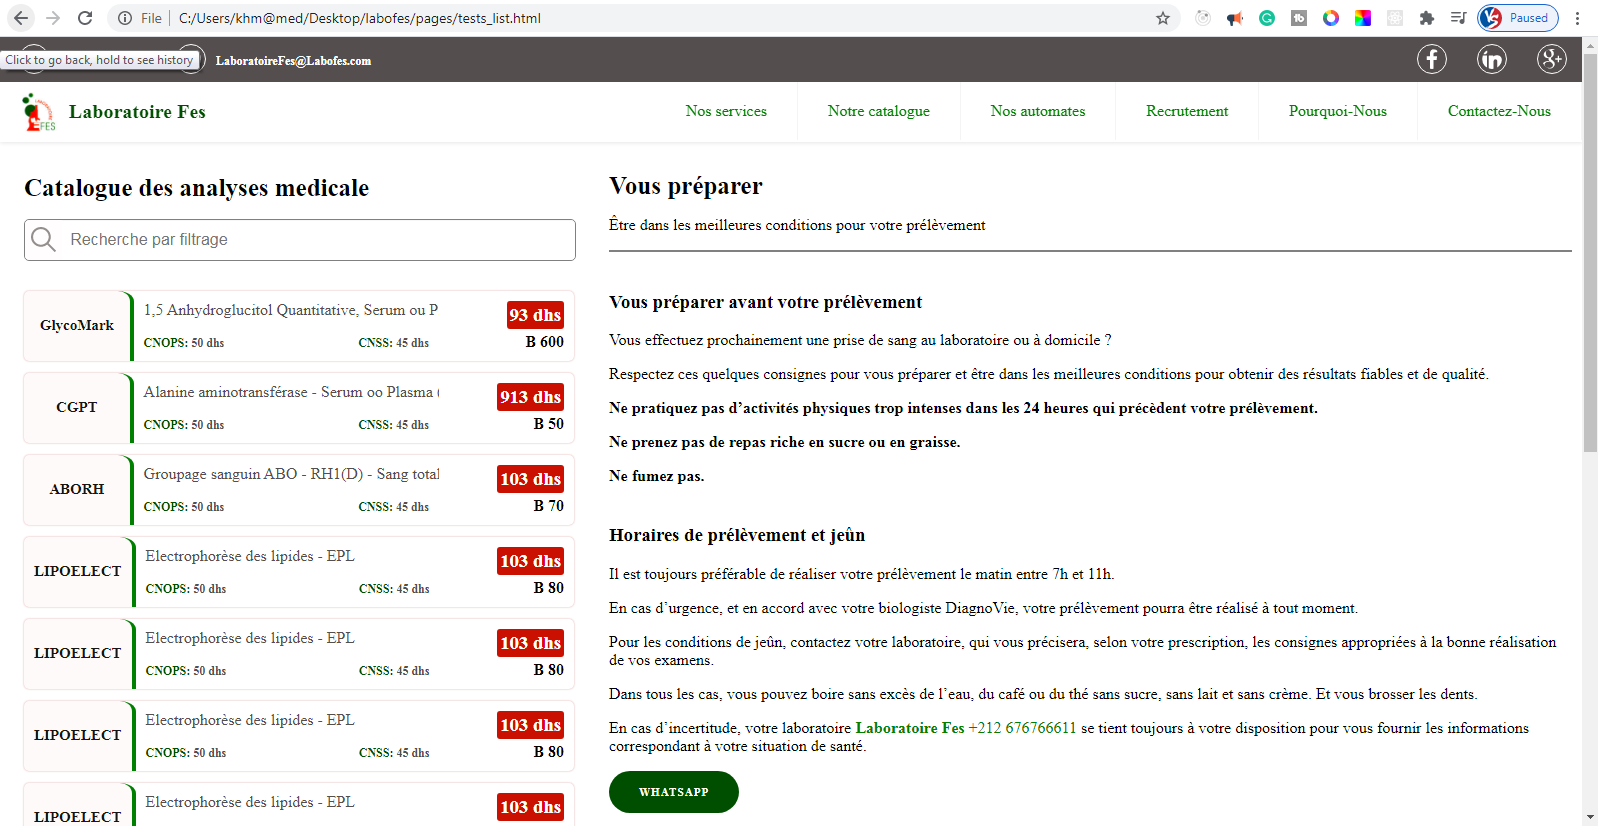 File
C:/Users/khm@med/Desktop/labofes/pages/tests_list.html
Paused
Click to go back, hold to see history
LaboratoireFes@Labofes.com
Laboratoire Fes
Nos services
Notre catalogue
Nos automates
Recrutement
Pourquoi-Nous
Contactez-Nous
Catalogue des analyses medicale
Recherche par filtrage
GlycoMark
1,5 Anhydroglucitol Quantitative, Serum ou P
93 dhs
CNOPS: 50 dhs
CNSS: 45 dhs
B 600
CGPT
Alanine aminotransférase - Serum oo Plasma (
913 dhs
CNOPS: 50 dhs
CNSS: 45 dhs
B 50
ABORH
Groupage sanguin ABO - RH1(D) - Sang total
103 dhs
CNOPS: 50 dhs
CNSS: 45 dhs
B 70
LIPOELECT
Electrophorèse des lipides - EPL
103 dhs
CNOPS: 50 dhs
CNSS: 45 dhs
B 80
LIPOELECT
Electrophorèse des lipides - EPL
103 dhs
CNOPS: 50 dhs
CNSS: 45 dhs
B 80
LIPOELECT
Electrophorèse des lipides - EPL
103 dhs
CNOPS: 50 dhs
CNSS: 45 dhs
B 80
LIPOELECT
Electrophorèse des lipides - EPL
103 dhs
Vous préparer
Être dans les meilleures conditions pour votre prélèvement
Vous préparer avant votre prélèvement
Vous effectuez prochainement une prise de sang au laboratoire ou à domicile ?
Respectez ces quelques consignes pour vous préparer et être dans les meilleures conditions pour obtenir des résultats fiables et de qualité.
Ne pratiquez pas d’activités physiques trop intenses dans les 24 heures qui précèdent votre prélèvement.
Ne prenez pas de repas riche en sucre ou en graisse.
Ne fumez pas.
Horaires de prélèvement et jeûn
Il est toujours préférable de réaliser votre prélèvement le matin entre 7h et 11h.
En cas d’urgence, et en accord avec votre biologiste DiagnoVie, votre prélèvement pourra être réalisé à tout moment.
Pour les conditions de jeûn, contactez votre laboratoire, qui vous précisera, selon votre prescription, les consignes appropriées à la bonne réalisation
de vos examens.
Dans tous les cas, vous pouvez boire sans excès de l’eau, du café ou du thé sans sucre, sans lait et sans crème. Et vous brosser les dents.
En cas d’incertitude, votre laboratoire Laboratoire Fes +212 676766611 se tient toujours à votre disposition pour vous fournir les informations
correspondant à votre situation de santé.
WHATSAPP